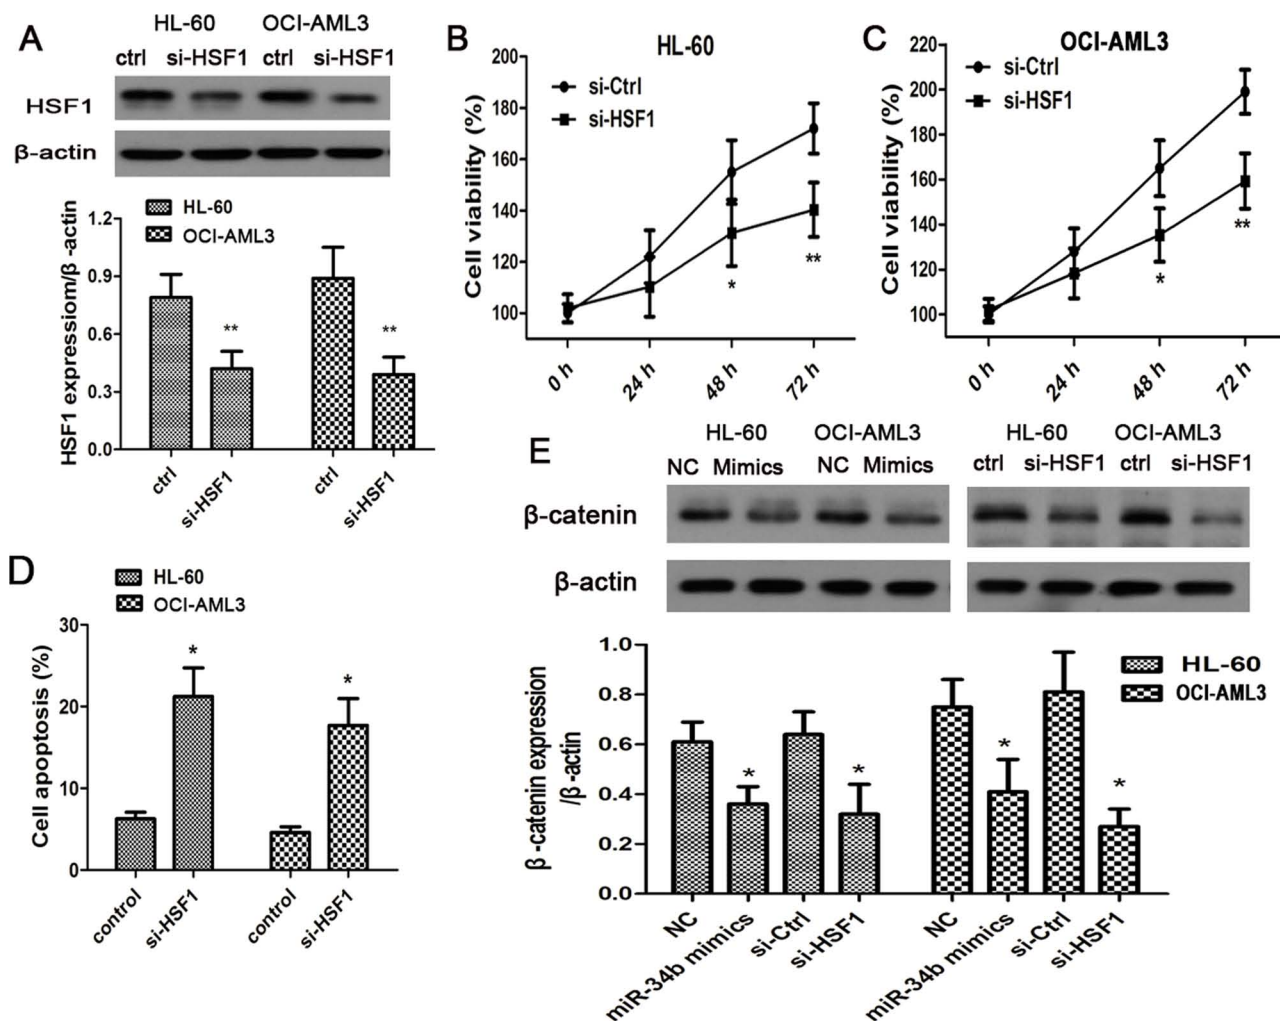 A
HL-60 OCI-AML3
ctrl si-HSF1 ctrl si-HSF1
HSF1
β-actin
HL-60
OCI-AML3
HSF1 expressiom/β -actin
1.2
0.9
0.6
0.3
0.0
** **
ctrl si-HSF1 ctrl si-HSF1
B
HL-60
si-Ctrl
si-HSF1
Cell viability (%)
200
180
160
140
120
100
* **
0 h 24 h 48 h 72 h
C
OCI-AML3
si-Ctrl
si-HSF1
Cell viability (%)
220
200
180
160
140
120
100
* **
0 h 24 h 48 h 72 h
D
HL-60
OCI-AML3
Cell apoptosis (%)
30
20
10
0
* *
control si-HSF1 control si-HSF1
E
HL-60 OCI-AML3 HL-60 OCI-AML3
NC Mimics NC Mimics ctrl si-HSF1 ctrl si-HSF1
β-catenin
β-actin
HL-60
OCI-AML3
β -catenin expression
/β -actin
1.0
0.8
0.6
0.4
0.2
0.0
* * * *
NC miR-34b mimics si-Ctrl si-HSF1 NC miR-34b mimics si-Ctrl si-HSF1